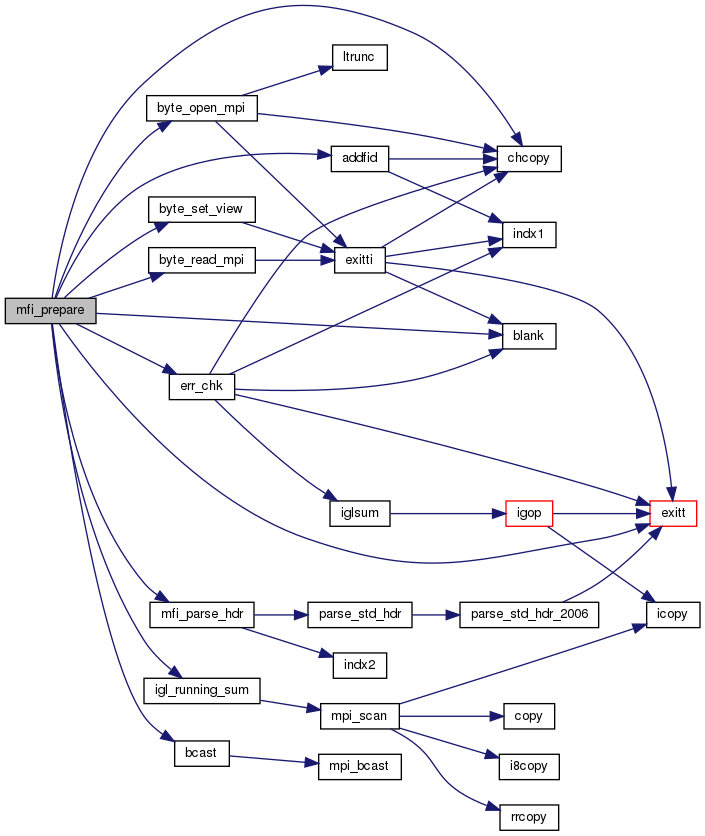 ltrunc
byte_open_mpi
addfid
chcopy
byte_set_view
indx1
exitti
byte_read_mpi
mfi_prepare
blank
err_chk
iglsum
igop
exitt
mfi_parse_hdr
parse_std_hdr
parse_std_hdr_2006
icopy
indx2
igl_running_sum
mpi_scan
copy
bcast
mpi_bcast
i8copy
rrcopy